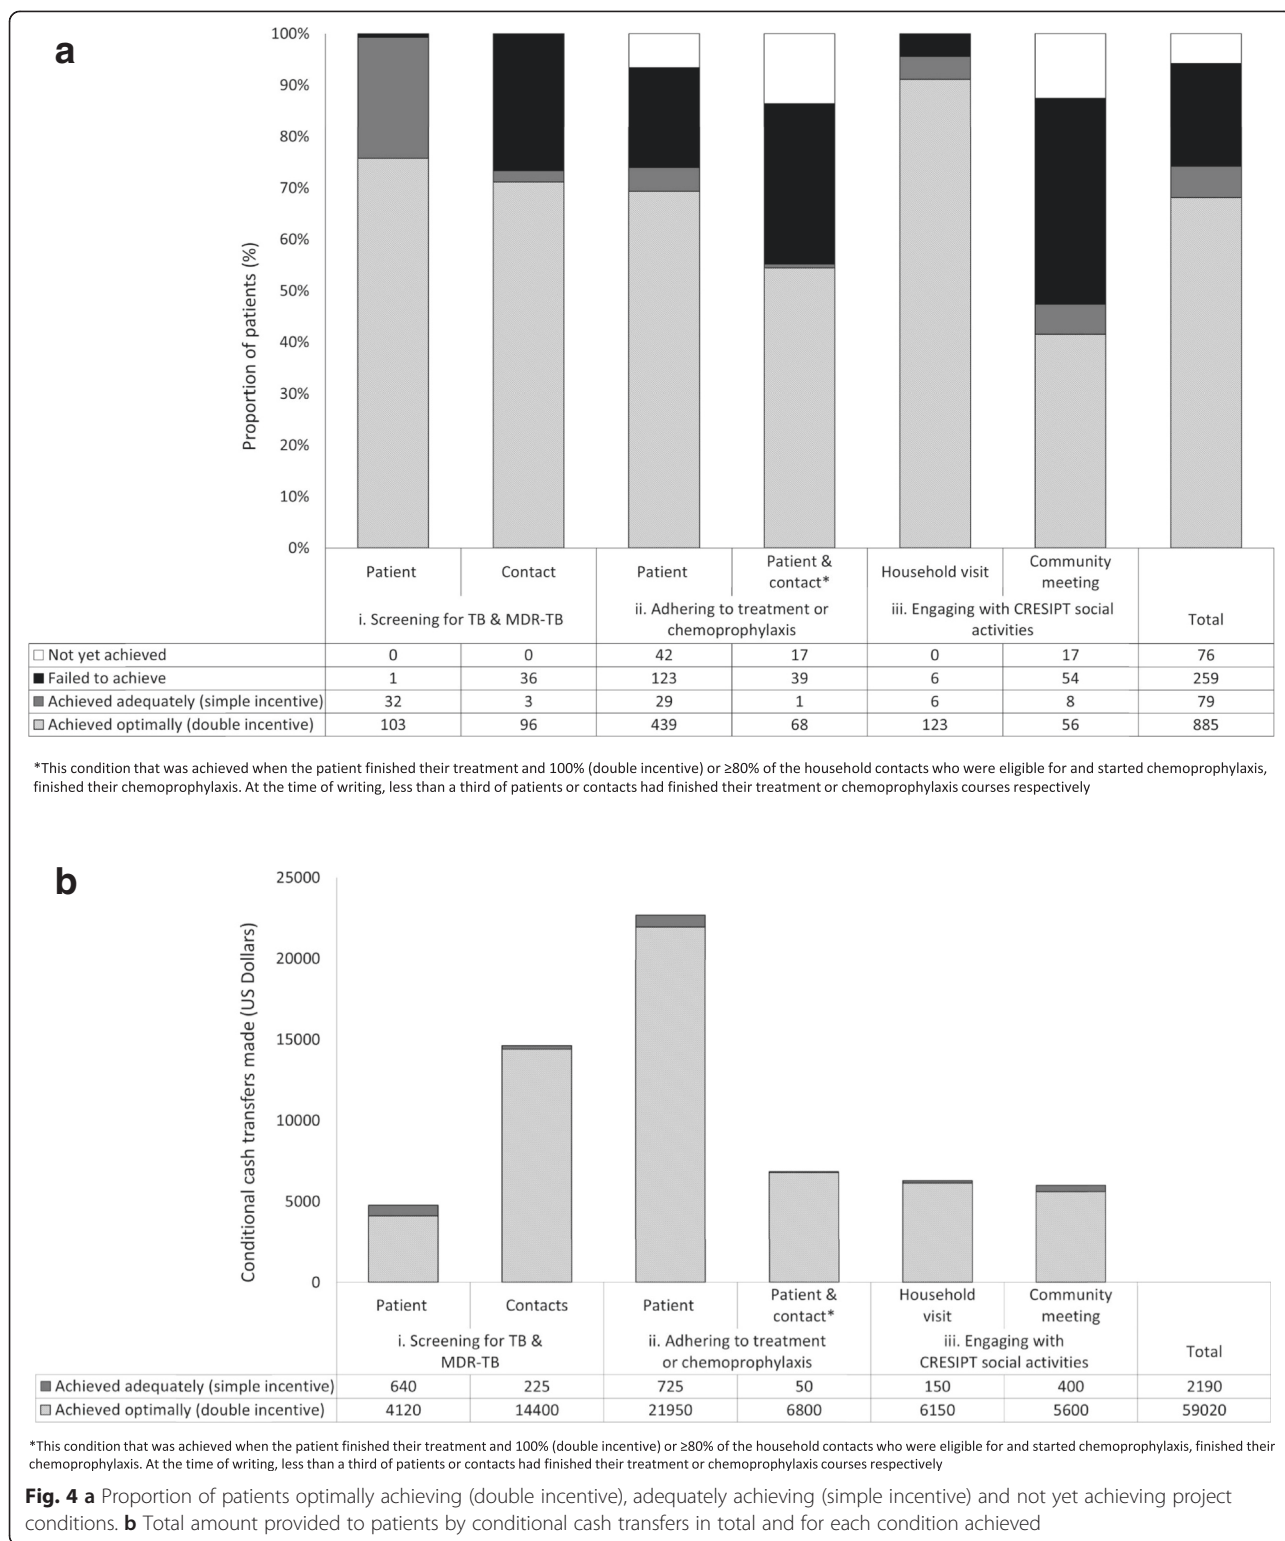 a
100%
90%
80%
70%
60%
50%
40%
30%
20%
10%
0%
Proportion of patients (%)
Patient Contact Patient Patient & contact* Household visit Community meeting
i. Screening for TB & MDR-TB ii. Adhering to treatment or chemoprophylaxis iii. Engaging with CRESIPT social activities Total
Not yet achieved 0 0 42 17 0 17 76
Failed to achieve 1 36 123 39 6 54 259
Achieved adequately (simple incentive) 32 3 29 1 6 8 79
Achieved optimally (double incentive) 103 96 439 68 123 56 885
*This condition that was achieved when the patient finished their treatment and 100% (double incentive) or ≥80% of the household contacts who were eligible for and started chemoprophylaxis,
finished their chemoprophylaxis. At the time of writing, less than a third of patients or contacts had finished their treatment or chemoprophylaxis courses respectively
b
25000
20000
15000
10000
5000
0
Conditional cash transfers made (US Dollars)
Patient Contacts Patient Patient & contact* Household visit Community meeting
i. Screening for TB & MDR-TB ii. Adhering to treatment or chemoprophylaxis iii. Engaging with CRESIPT social activities Total
Achieved adequately (simple incentive) 640 225 725 50 150 400 2190
Achieved optimally (double incentive) 4120 14400 21950 6800 6150 5600 59020
*This condition that was achieved when the patient finished their treatment and 100% (double incentive) or ≥80% of the household contacts who were eligible for and started chemoprophylaxis, finished their
chemoprophylaxis. At the time of writing, less than a third of patients or contacts had finished their treatment or chemoprophylaxis courses respectively
Fig. 4 a Proportion of patients optimally achieving (double incentive), adequately achieving (simple incentive) and not yet achieving project
conditions. b Total amount provided to patients by conditional cash transfers in total and for each condition achieved